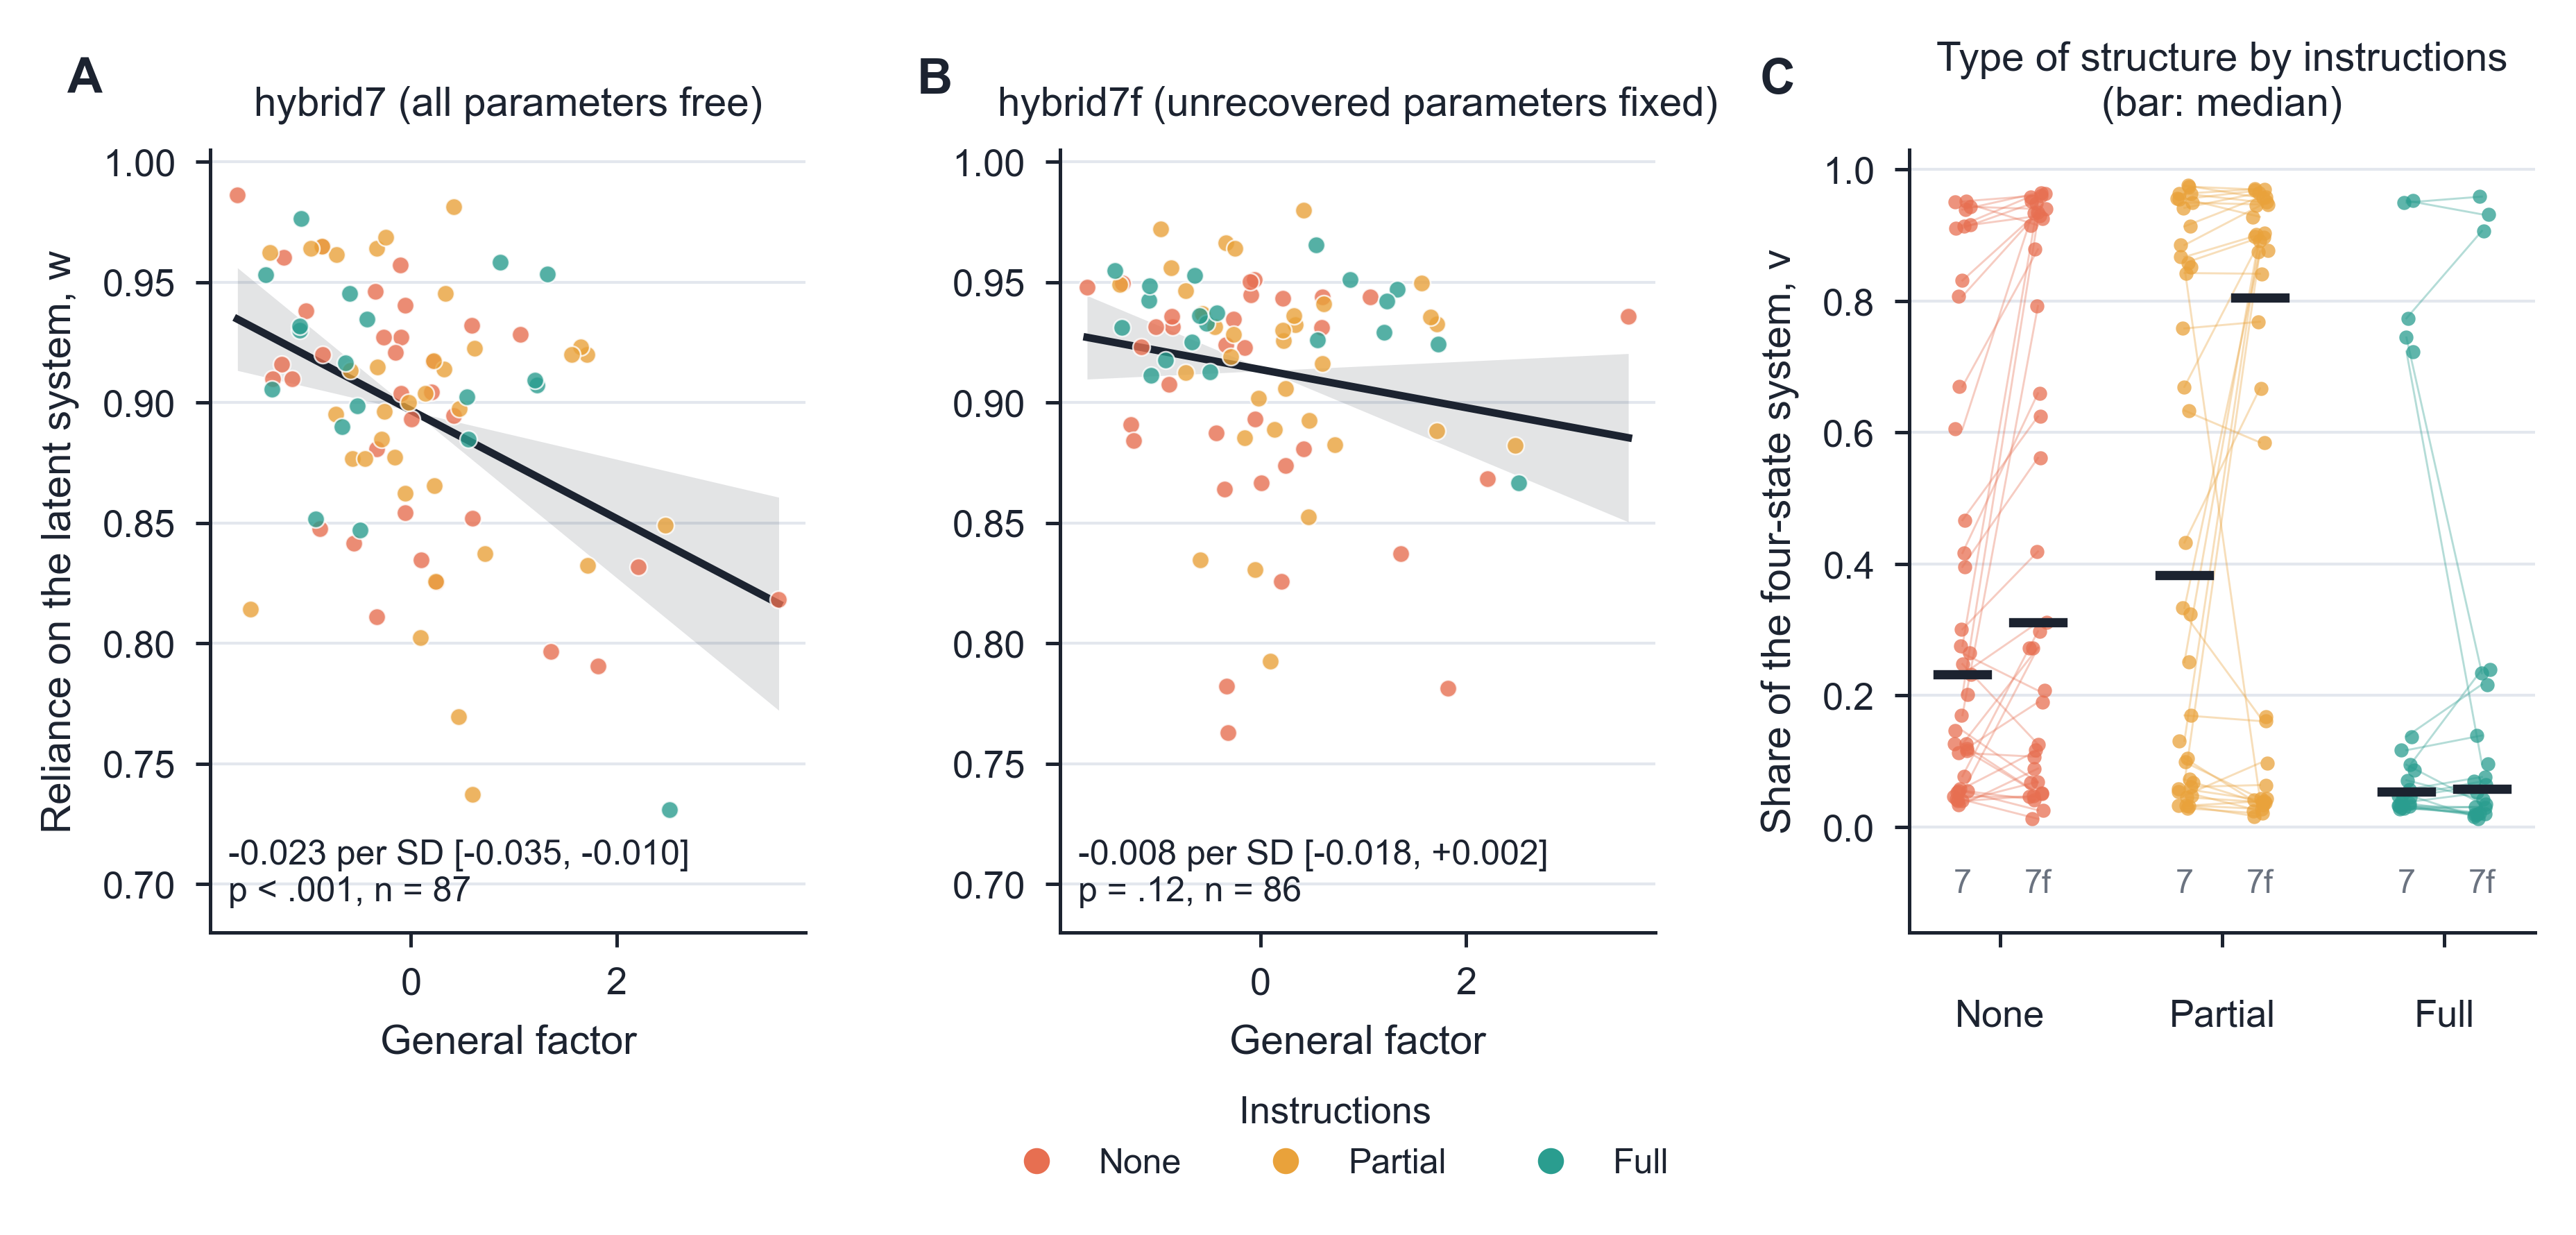 A
hybrid7 (all parameters free)
Reliance on the latent system, w
1.00
0.95
0.90
0.85
0.80
0.75
0.70
-0.023 per SD [-0.035, -0.010]
p < .001, n = 87
0
2
General factor
B
hybrid7f (unrecovered parameters fixed)
1.00
0.95
0.90
0.85
0.80
0.75
0.70
-0.008 per SD [-0.018, +0.002]
p = .12, n = 86
0
2
General factor
C
Type of structure by instructions
(bar: median)
Share of the four-state system, v
1.0
0.8
0.6
0.4
0.2
0.0
7 7f 7 7f 7 7f
None Partial Full
Instructions
None Partial Full